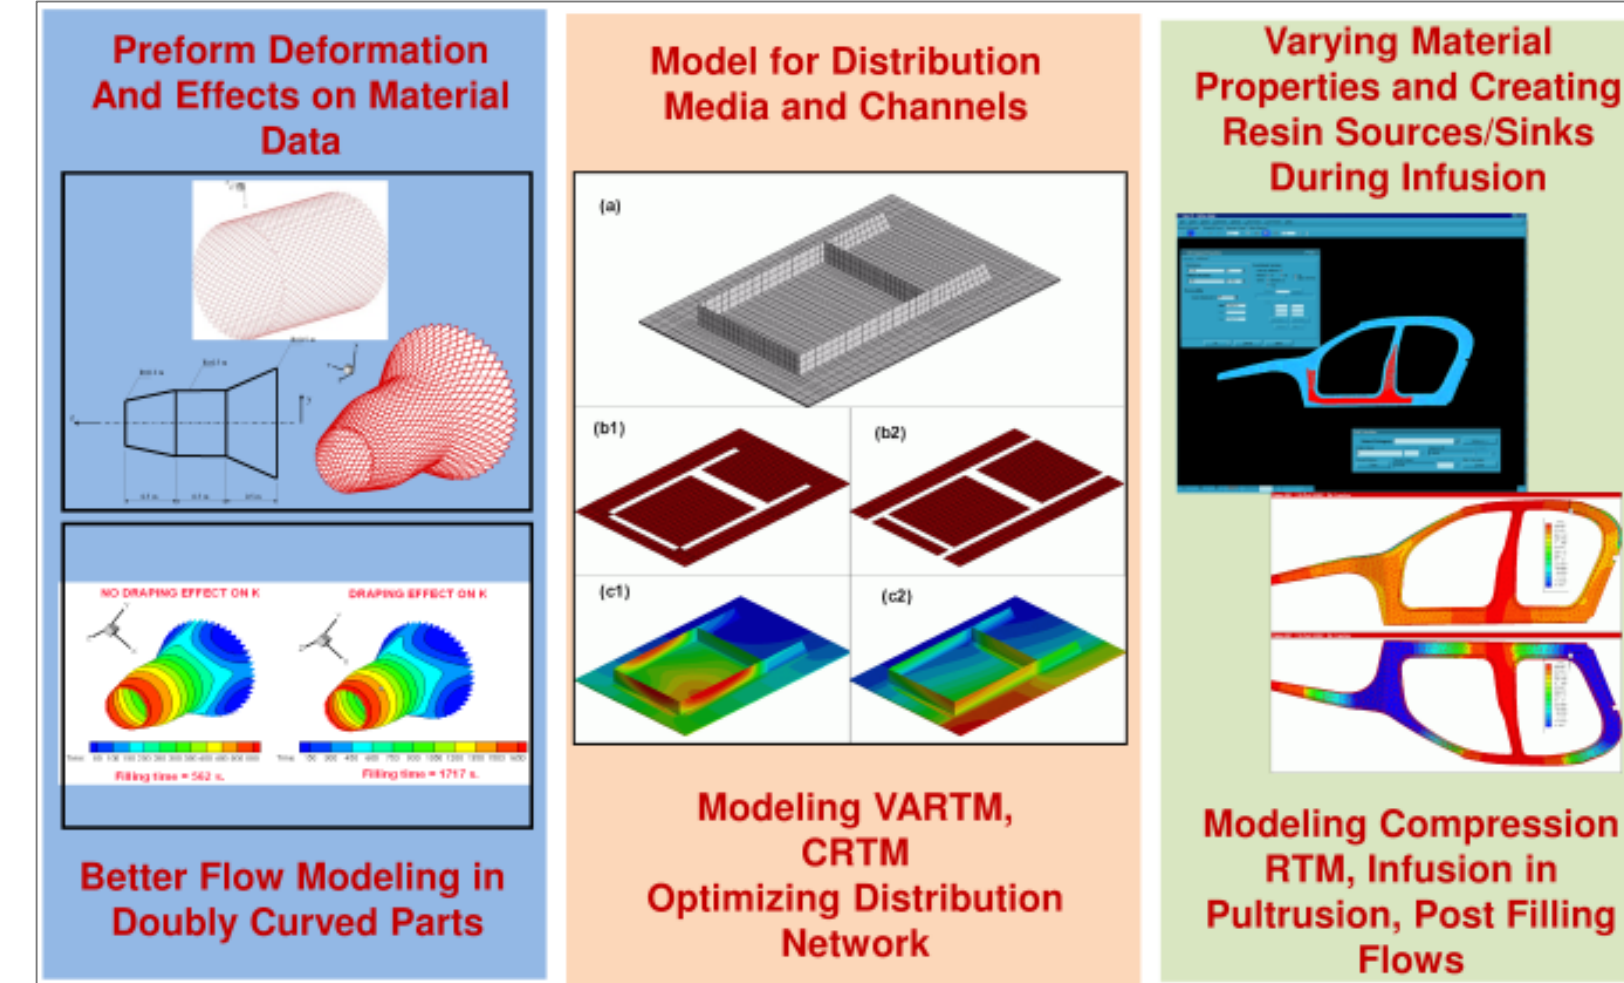 Preform Deformation
And Effects on Material
Data
NO DRAPING EFFECT ON K
DRAPING EFFECT ON K
Filling time = 562 s.
Filling time = 1717 s.
Better Flow Modeling in
Doubly Curved Parts
Model for Distribution
Media and Channels
(a)
(b1)
(b2)
(c1)
(c2)
Modeling VARTM,
CRTM
Optimizing Distribution
Network
Varying Material
Properties and Creating
Resin Sources/Sinks
During Infusion
Modeling Compression
RTM, Infusion in
Pultrusion, Post Filling
Flows